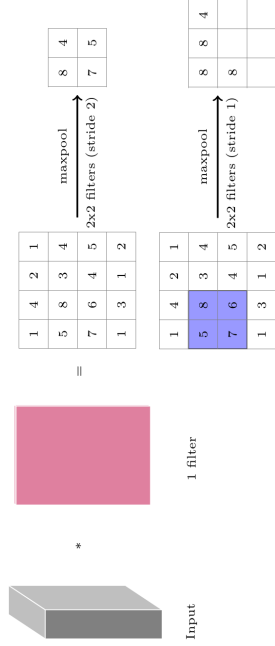 1 4 2 1
5 8 3 4
7 6 4 5
1 3 1 2
maxpool
2x2 filters (stride 2)
8 4
7 5
*
=
Input
1 filter
1 4 2 1
5 8 3 4
7 6 4 5
1 3 1 2
maxpool
2x2 filters (stride 1)
8 8 4
8